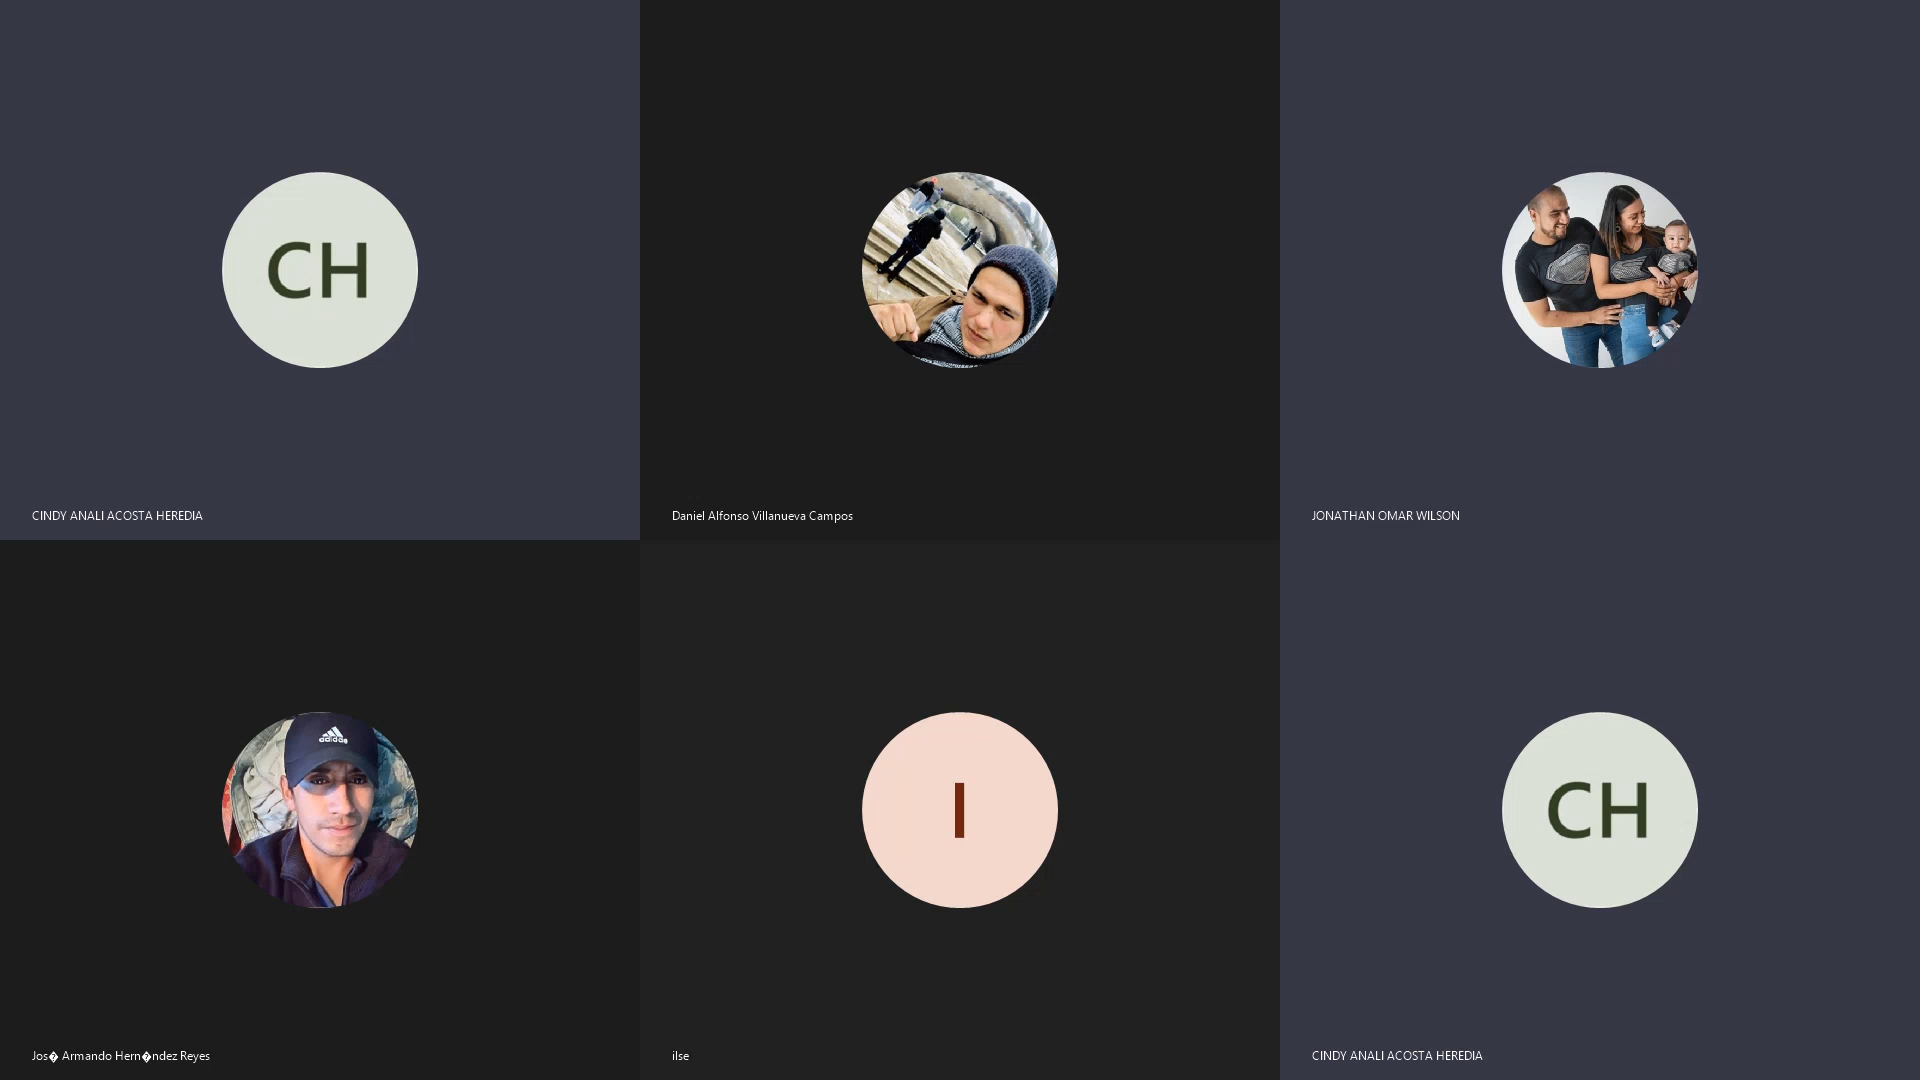 CH
CINDY ANALI ACOSTA HEREDIA
Daniel Alfonso Villanueva Campos
JONATHAN OMAR WILSON
adidas
Jos� Armando Hern�ndez Reyes
I
ilse
CH
CINDY ANALI ACOSTA HEREDIA